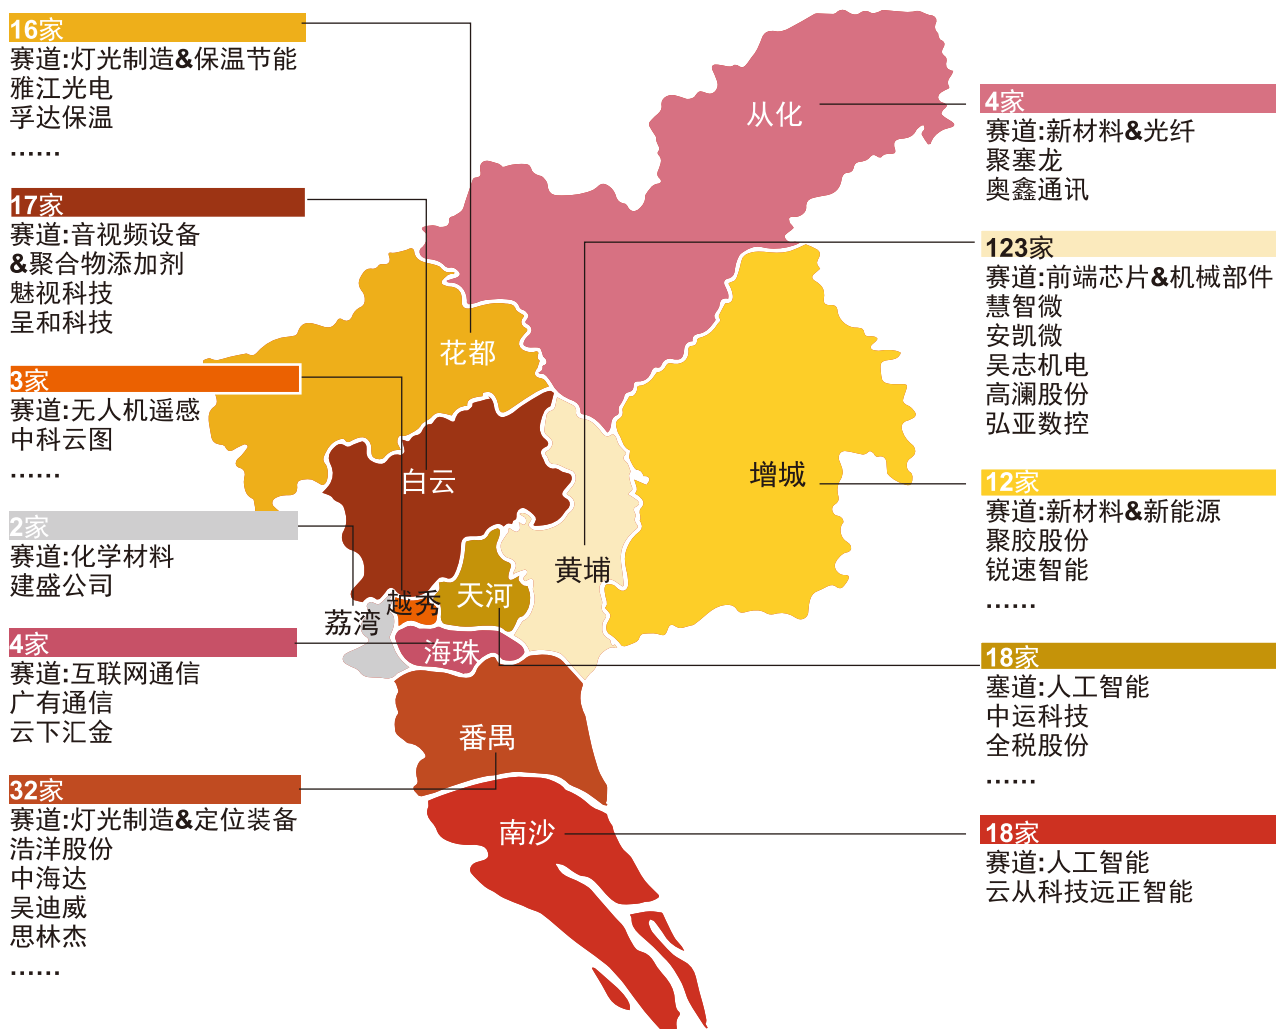 16家
赛道:灯光制造&保温节能
雅江光电
孚达保温
……
17家
赛道:音视频设备
&聚合物添加剂
魅视科技
呈和科技
3家
赛道:无人机遥感
中科云图
……
2家
赛道:化学材料
建盛公司
4家
赛道:互联网通信
广有通信
云下汇金
32家
赛道:灯光制造&定位装备
浩洋股份
中海达
吴迪威
思林杰
……
从化
花都
白云
增城
黄埔
越秀
天河
荔湾
海珠
番禺
南沙
4家
赛道:新材料&光纤
聚塞龙
奥鑫通讯
123家
赛道:前端芯片&机械部件
慧智微
安凯微
吴志机电
高澜股份
弘亚数控
12家
赛道:新材料&新能源
聚胶股份
锐速智能
……
18家
塞道:人工智能
中运科技
全税股份
……
18家
赛道:人工智能
云从科技远正智能